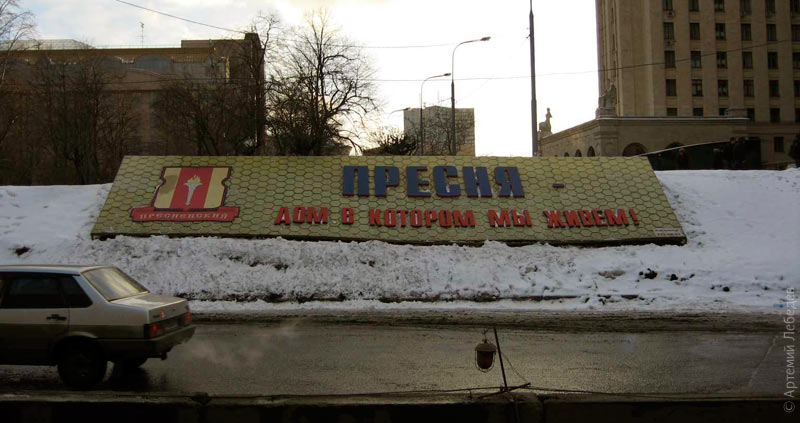 ПРЕСНЯ –
ПРЕСНЕНСКИЙ
ДОМ В КОТОРОМ МЫ ЖИВЕМ!
© Артемий Лебедев